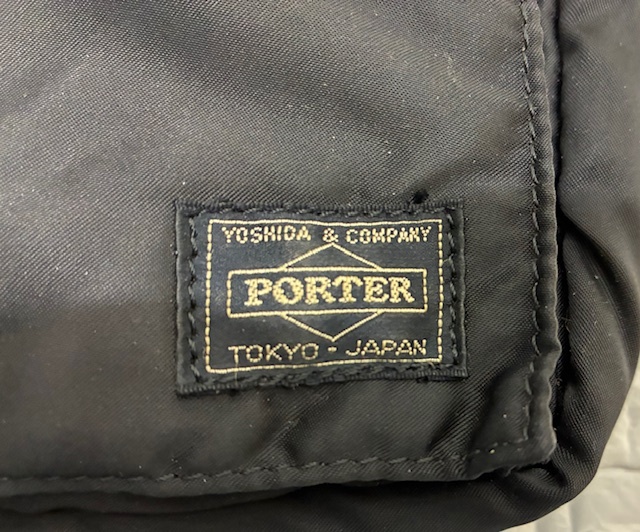 YOSHIDA & COMPANY
PORTER
TOKYO - JAPAN